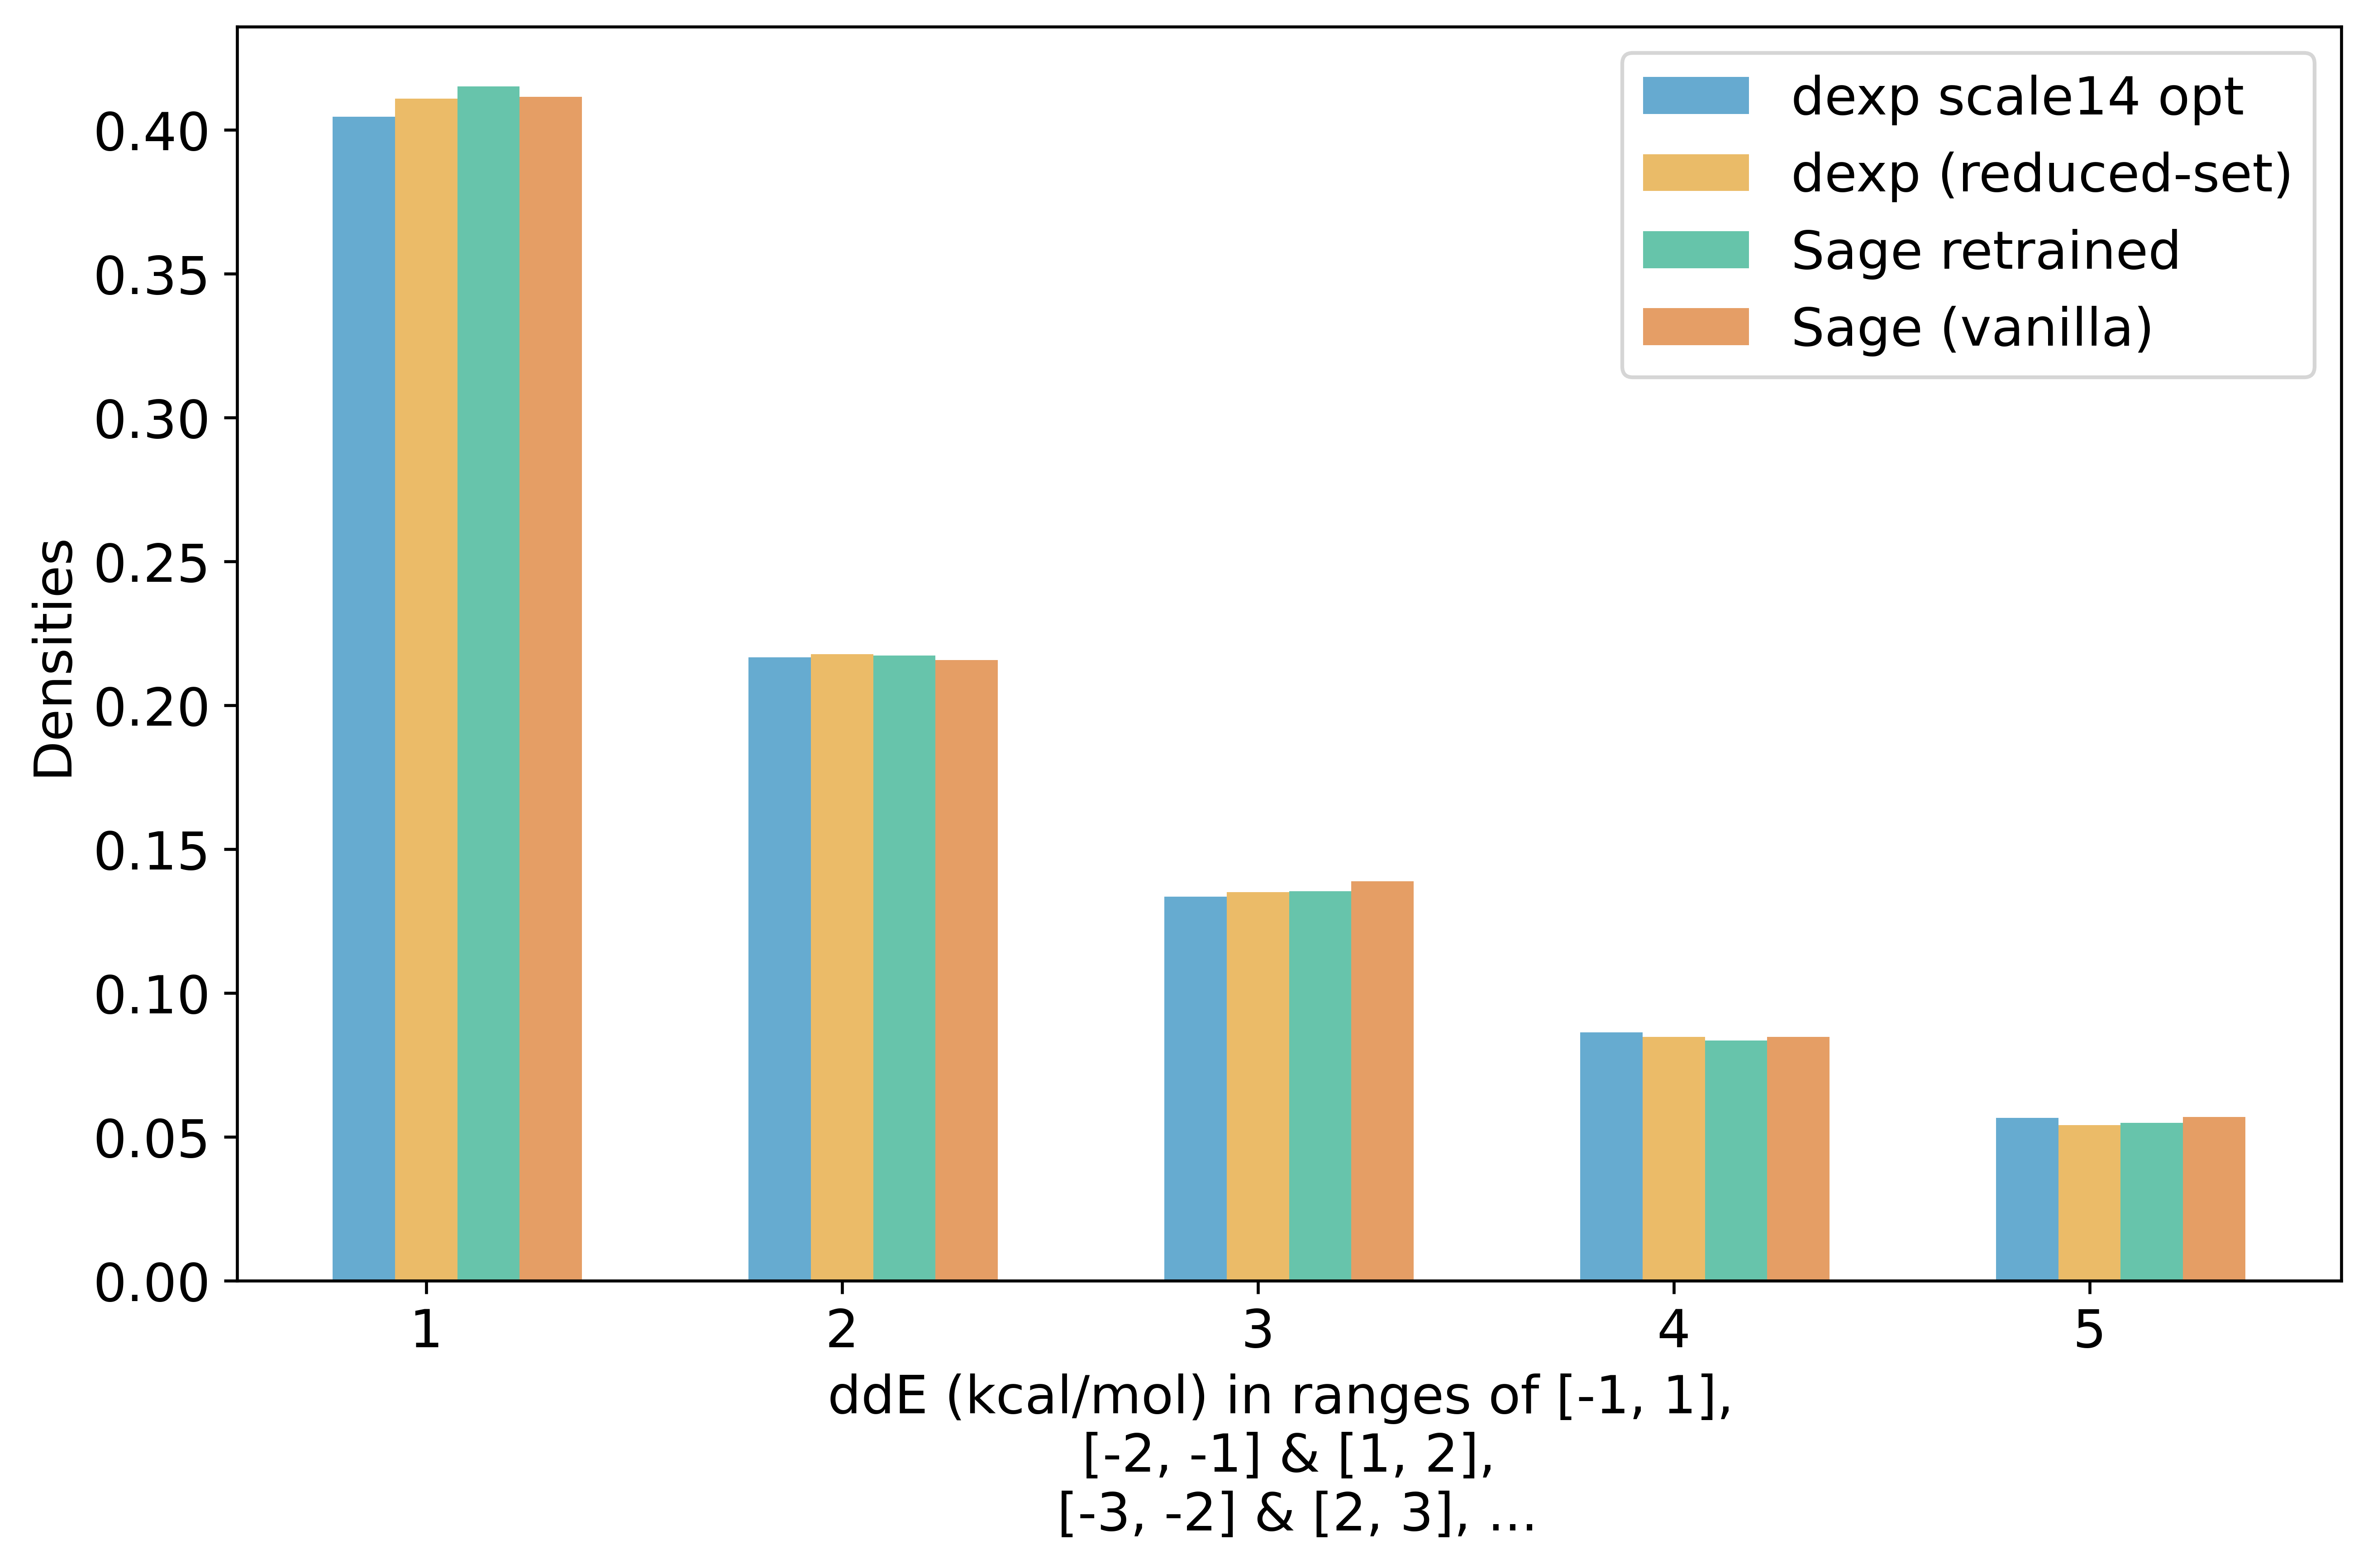 dexp scale14 opt
dexp (reduced-set)
Sage retrained
Sage (vanilla)
Densities
0.40
0.35
0.30
0.25
0.20
0.15
0.10
0.05
0.00
1 2 3 4 5
ddE (kcal/mol) in ranges of [-1, 1],
[-2, -1] & [1, 2],
[-3, -2] & [2, 3], ...